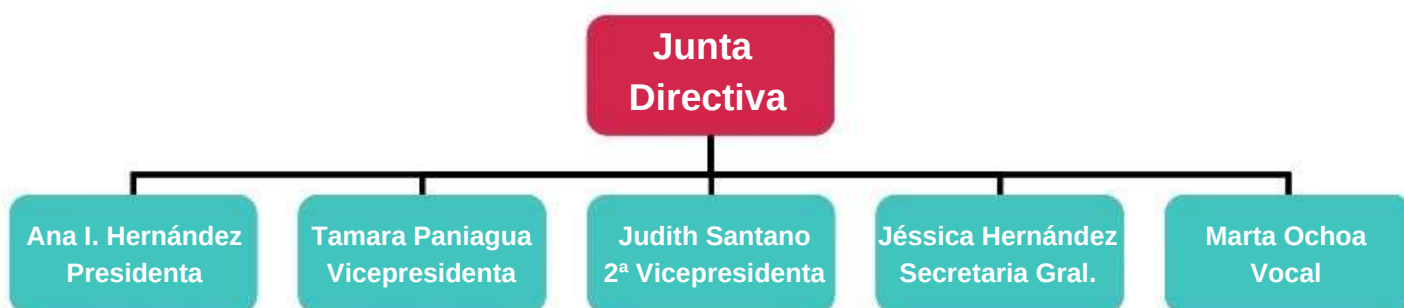 Junta
Directiva
Ana I. Hernández
Presidenta
Tamara Paniagua
Vicepresidenta
Judith Santano
2ª Vicepresidenta
Jéssica Hernández
Secretaria Gral.
Marta Ochoa
Vocal